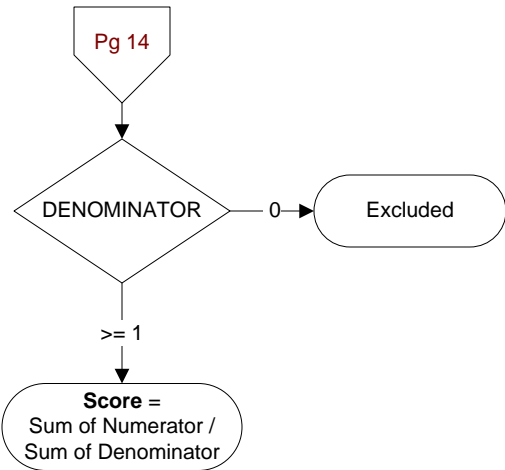 Pg 14
DENOMINATOR
0
Excluded
>= 1
Score =
Sum of Numerator /
Sum of Denominator